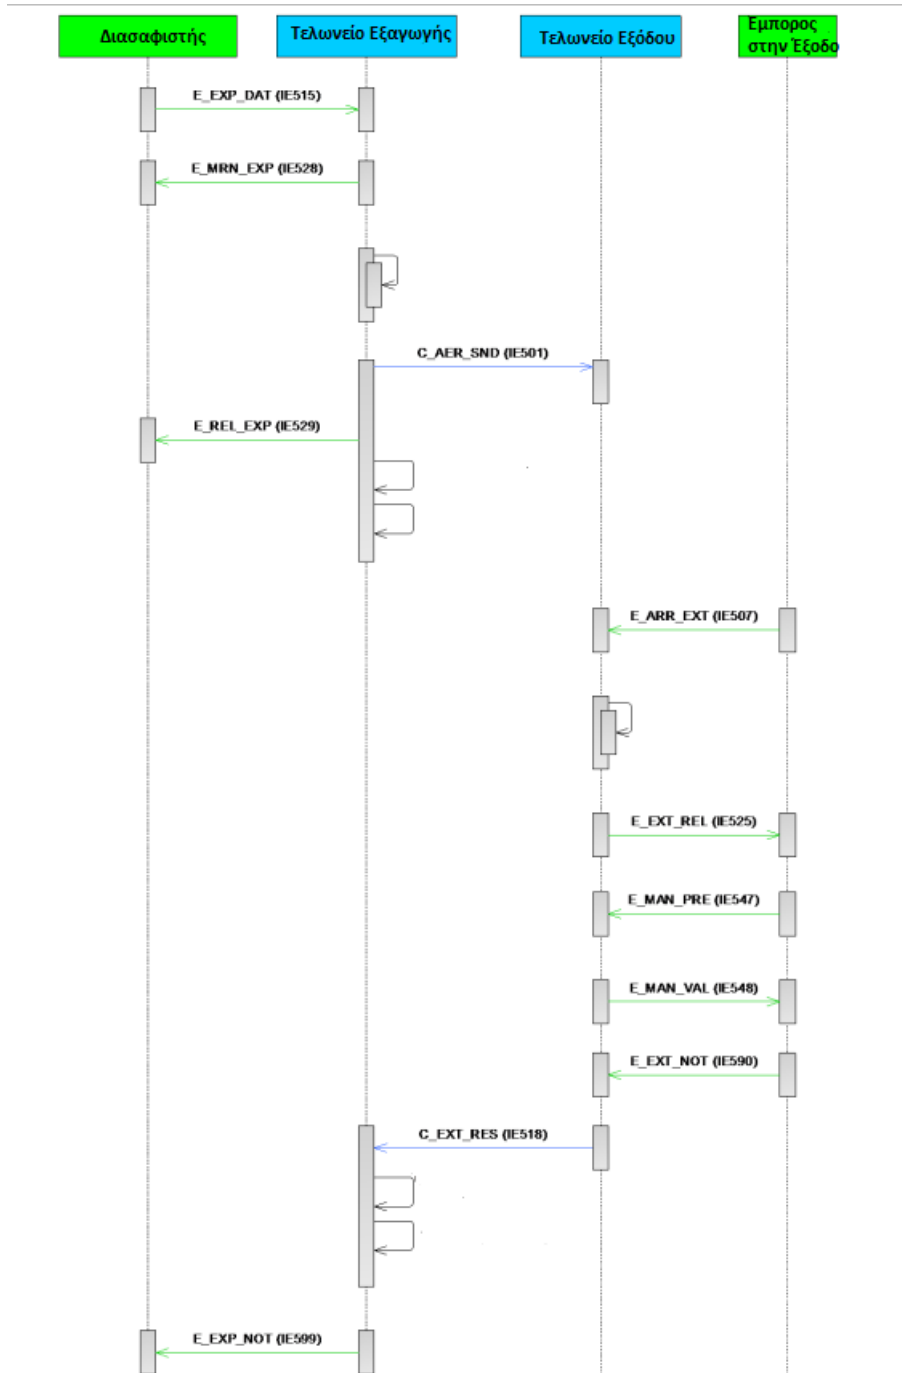 Διασαφιστής
Τελωνείο Εξαγωγής
Τελωνείο Εξόδου
Έμπορος
στην Έξοδο
E_EXP_DAT (IE515)
E_MRN_EXP (IE528)
C_AER_SND (IE501)
E_REL_EXP (IE529)
E_ARR_EXT (IE507)
E_EXT_REL (IE525)
E_MAN_PRE (IE547)
E_MAN_VAL (IE548)
E_EXT_NOT (IE590)
C_EXT_RES (IE518)
E_EXP_NOT (IE599)